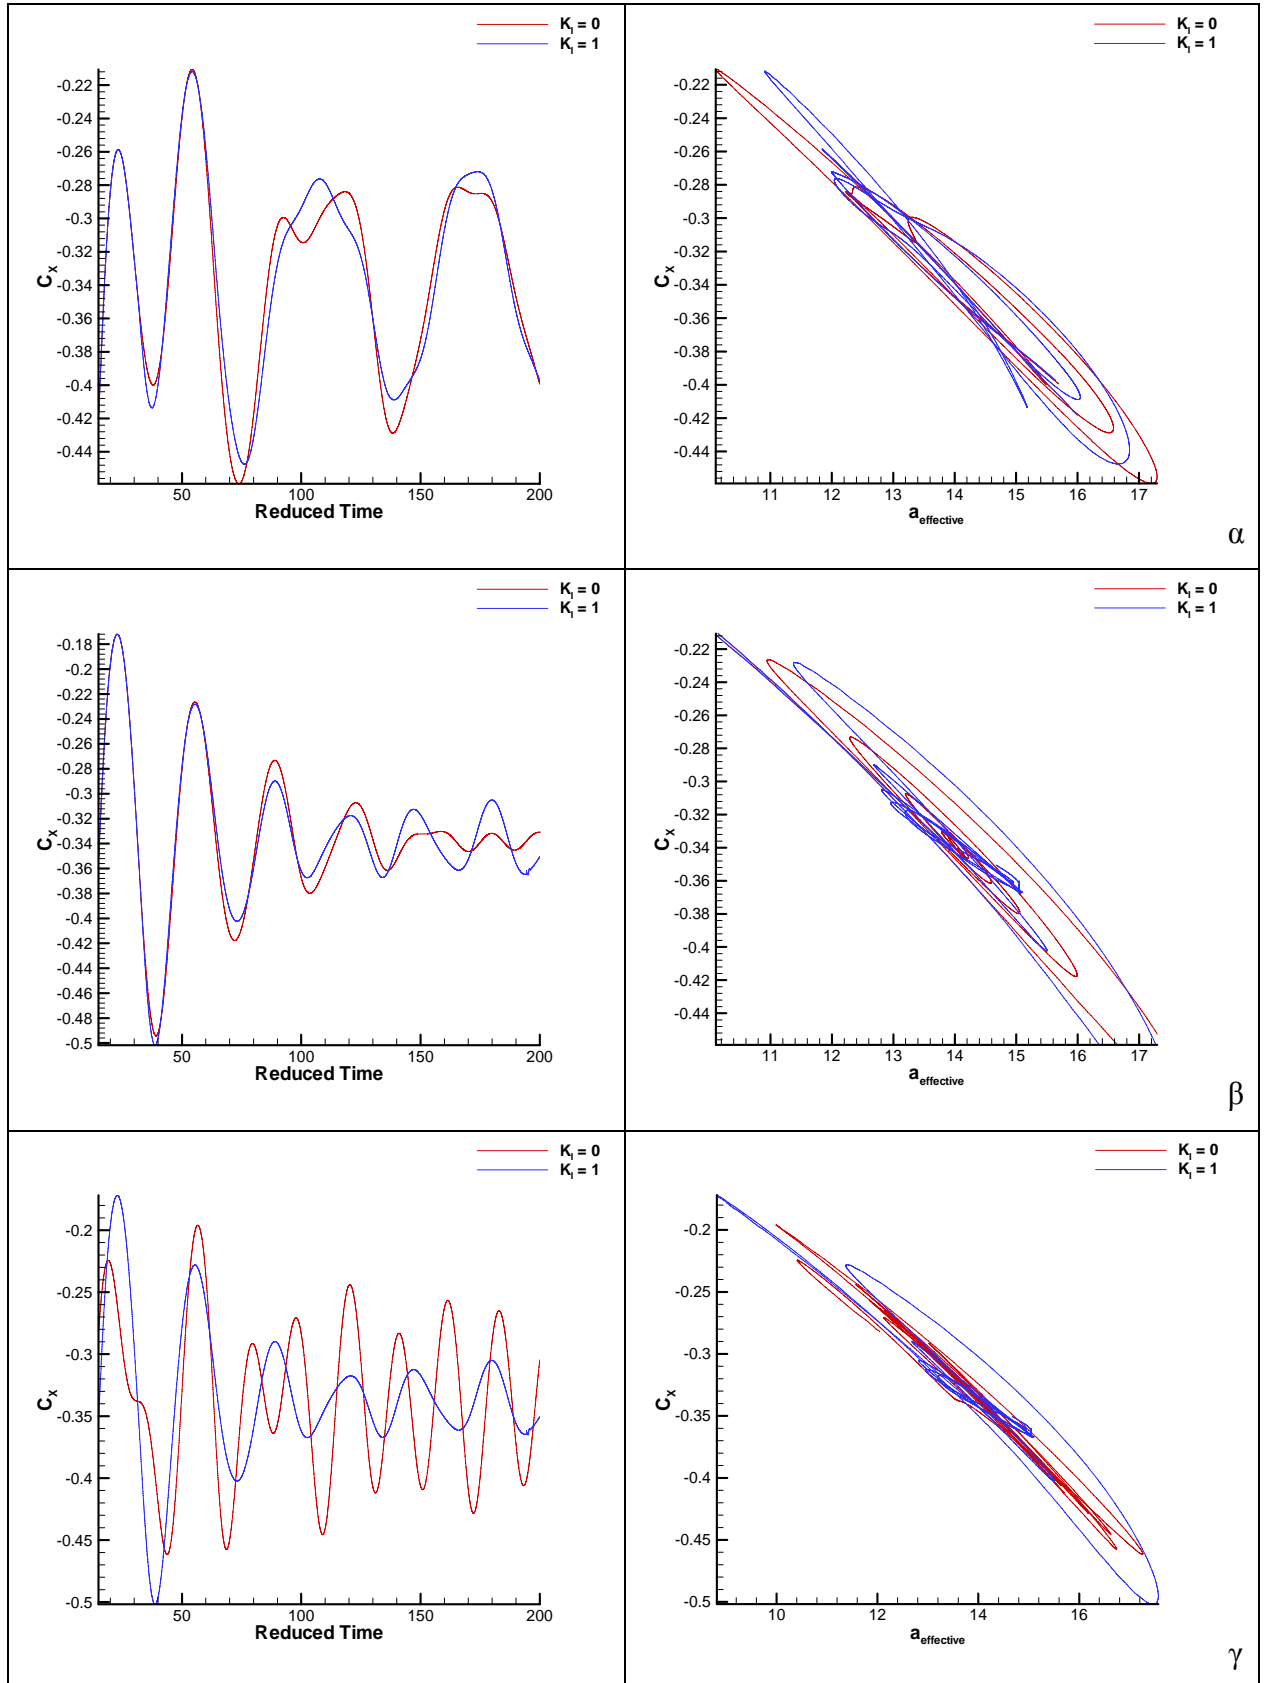 K_I = 0
K_I = 1
-0.22
-0.24
-0.26
-0.28
-0.3
-0.32
-0.34
-0.36
-0.38
-0.4
-0.42
-0.44
C_X
50 100 150 200
Reduced Time
K_I = 0
K_I = 1
-0.22
-0.24
-0.26
-0.28
-0.3
-0.32
-0.34
-0.36
-0.38
-0.4
-0.42
-0.44
C_X
11 12 13 14 15 16 17
a_effective
α
K_I = 0
K_I = 1
-0.18
-0.2
-0.22
-0.24
-0.26
-0.28
-0.3
-0.32
-0.34
-0.36
-0.38
-0.4
-0.42
-0.44
-0.46
-0.48
-0.5
C_X
50 100 150 200
Reduced Time
K_I = 0
K_I = 1
-0.22
-0.24
-0.26
-0.28
-0.3
-0.32
-0.34
-0.36
-0.38
-0.4
-0.42
-0.44
C_X
11 12 13 14 15 16 17
a_effective
β
K_I = 0
K_I = 1
-0.2
-0.25
-0.3
-0.35
-0.4
-0.45
-0.5
C_X
50 100 150 200
Reduced Time
K_I = 0
K_I = 1
-0.2
-0.25
-0.3
-0.35
-0.4
-0.45
-0.5
C_X
10 12 14 16
a_effective
γ